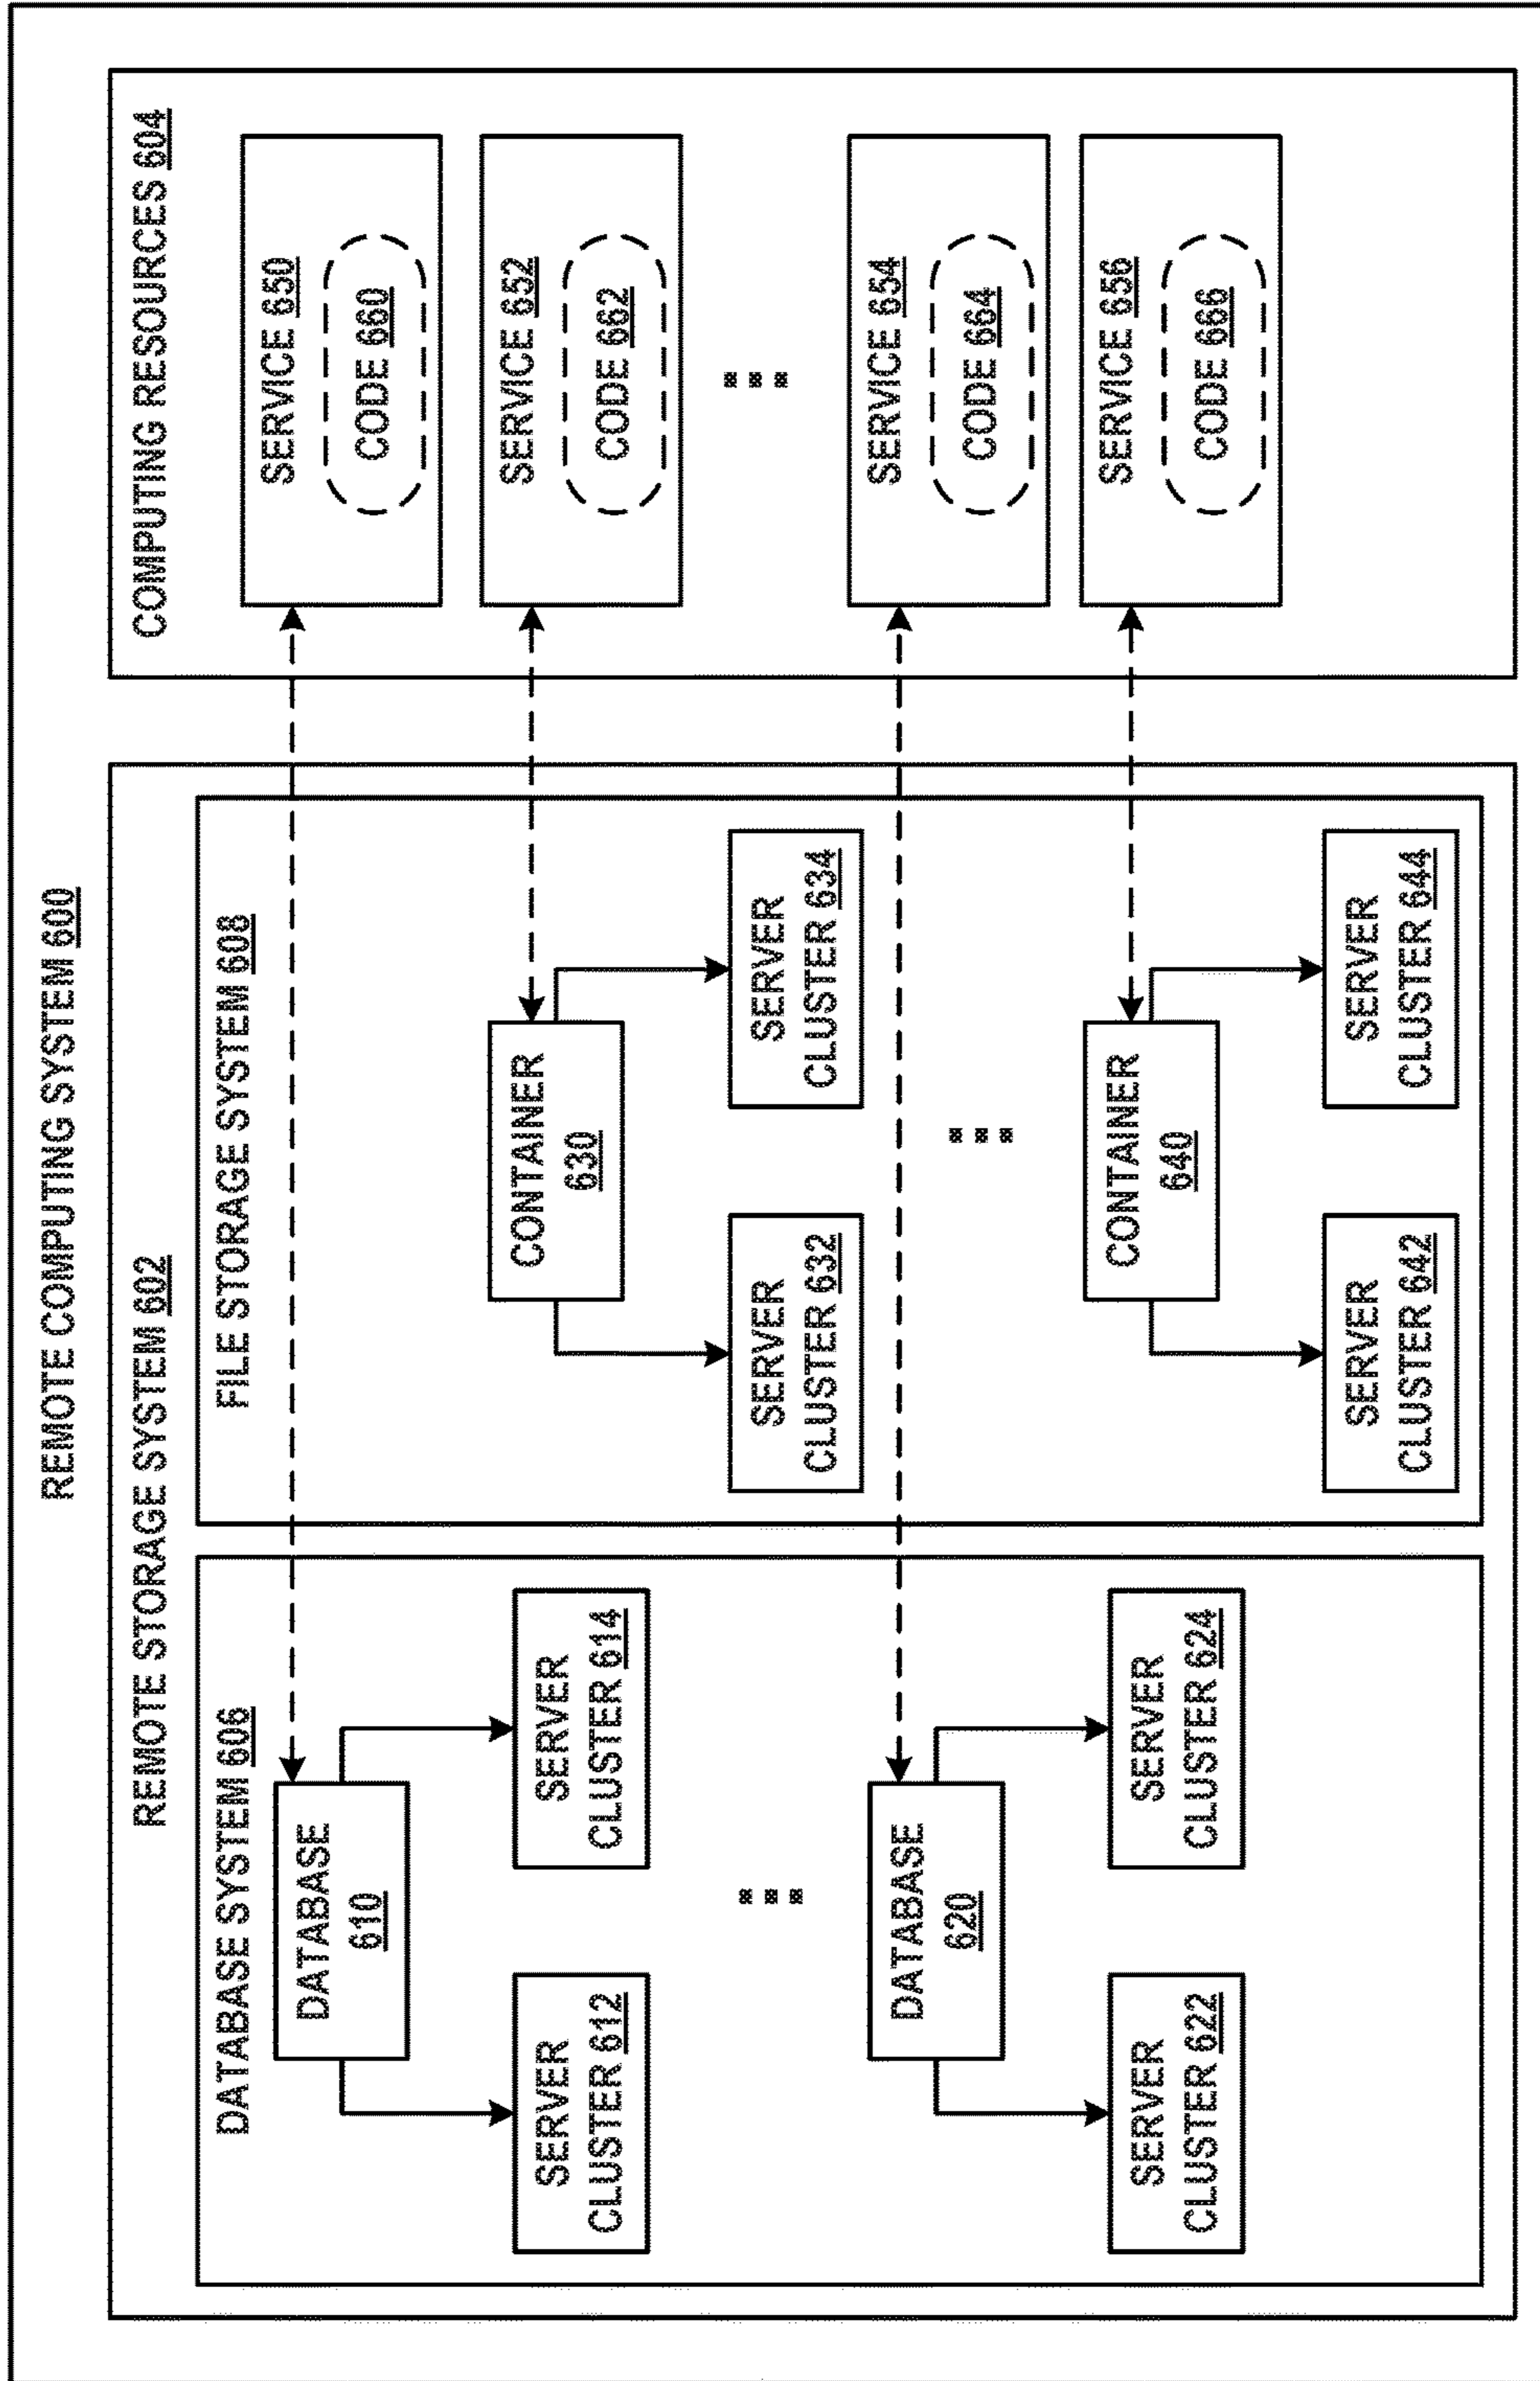 REMOTE COMPUTING SYSTEM 600
REMOTE STORAGE SYSTEM 602
DATABASE SYSTEM 606
DATABASE
610
SERVER
CLUSTER 612
SERVER
CLUSTER 614
DATABASE
620
SERVER
CLUSTER 622
SERVER
CLUSTER 624
FILE STORAGE SYSTEM 608
CONTAINER
630
SERVER
CLUSTER 632
SERVER
CLUSTER 634
CONTAINER
640
SERVER
CLUSTER 642
SERVER
CLUSTER 644
COMPUTING RESOURCES 604
SERVICE 650
CODE 660
SERVICE 652
CODE 662
SERVICE 654
CODE 664
SERVICE 656
CODE 666